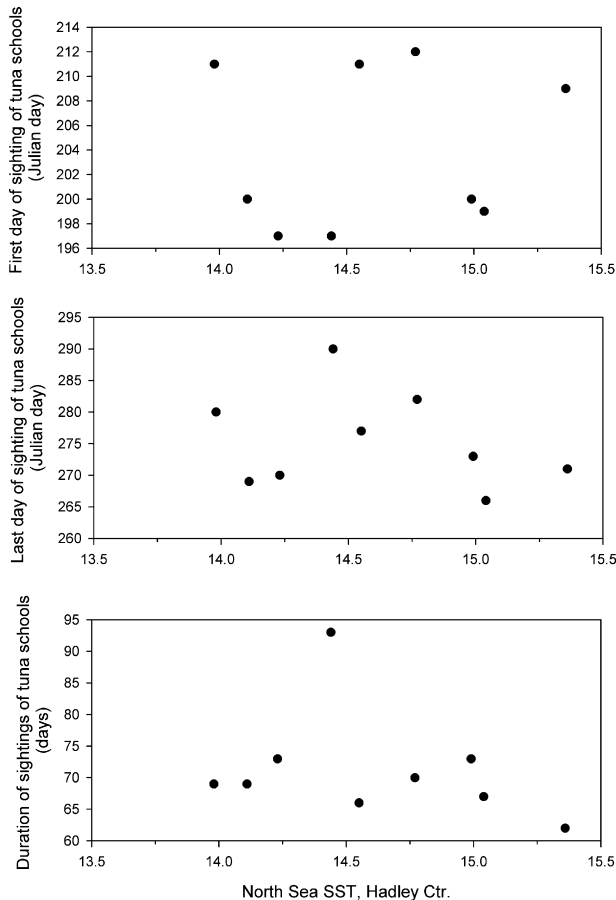 First day of sighting of tuna schools
(Julian day)
214
212
210
208
206
204
202
200
198
196
13.5 14.0 14.5 15.0 15.5
Last day of sighting of tuna schools
(Julian day)
295
290
285
280
275
270
265
260
13.5 14.0 14.5 15.0 15.5
Duration of sightings of tuna schools
(days)
95
90
85
80
75
70
65
60
13.5 14.0 14.5 15.0 15.5
North Sea SST, Hadley Ctr.